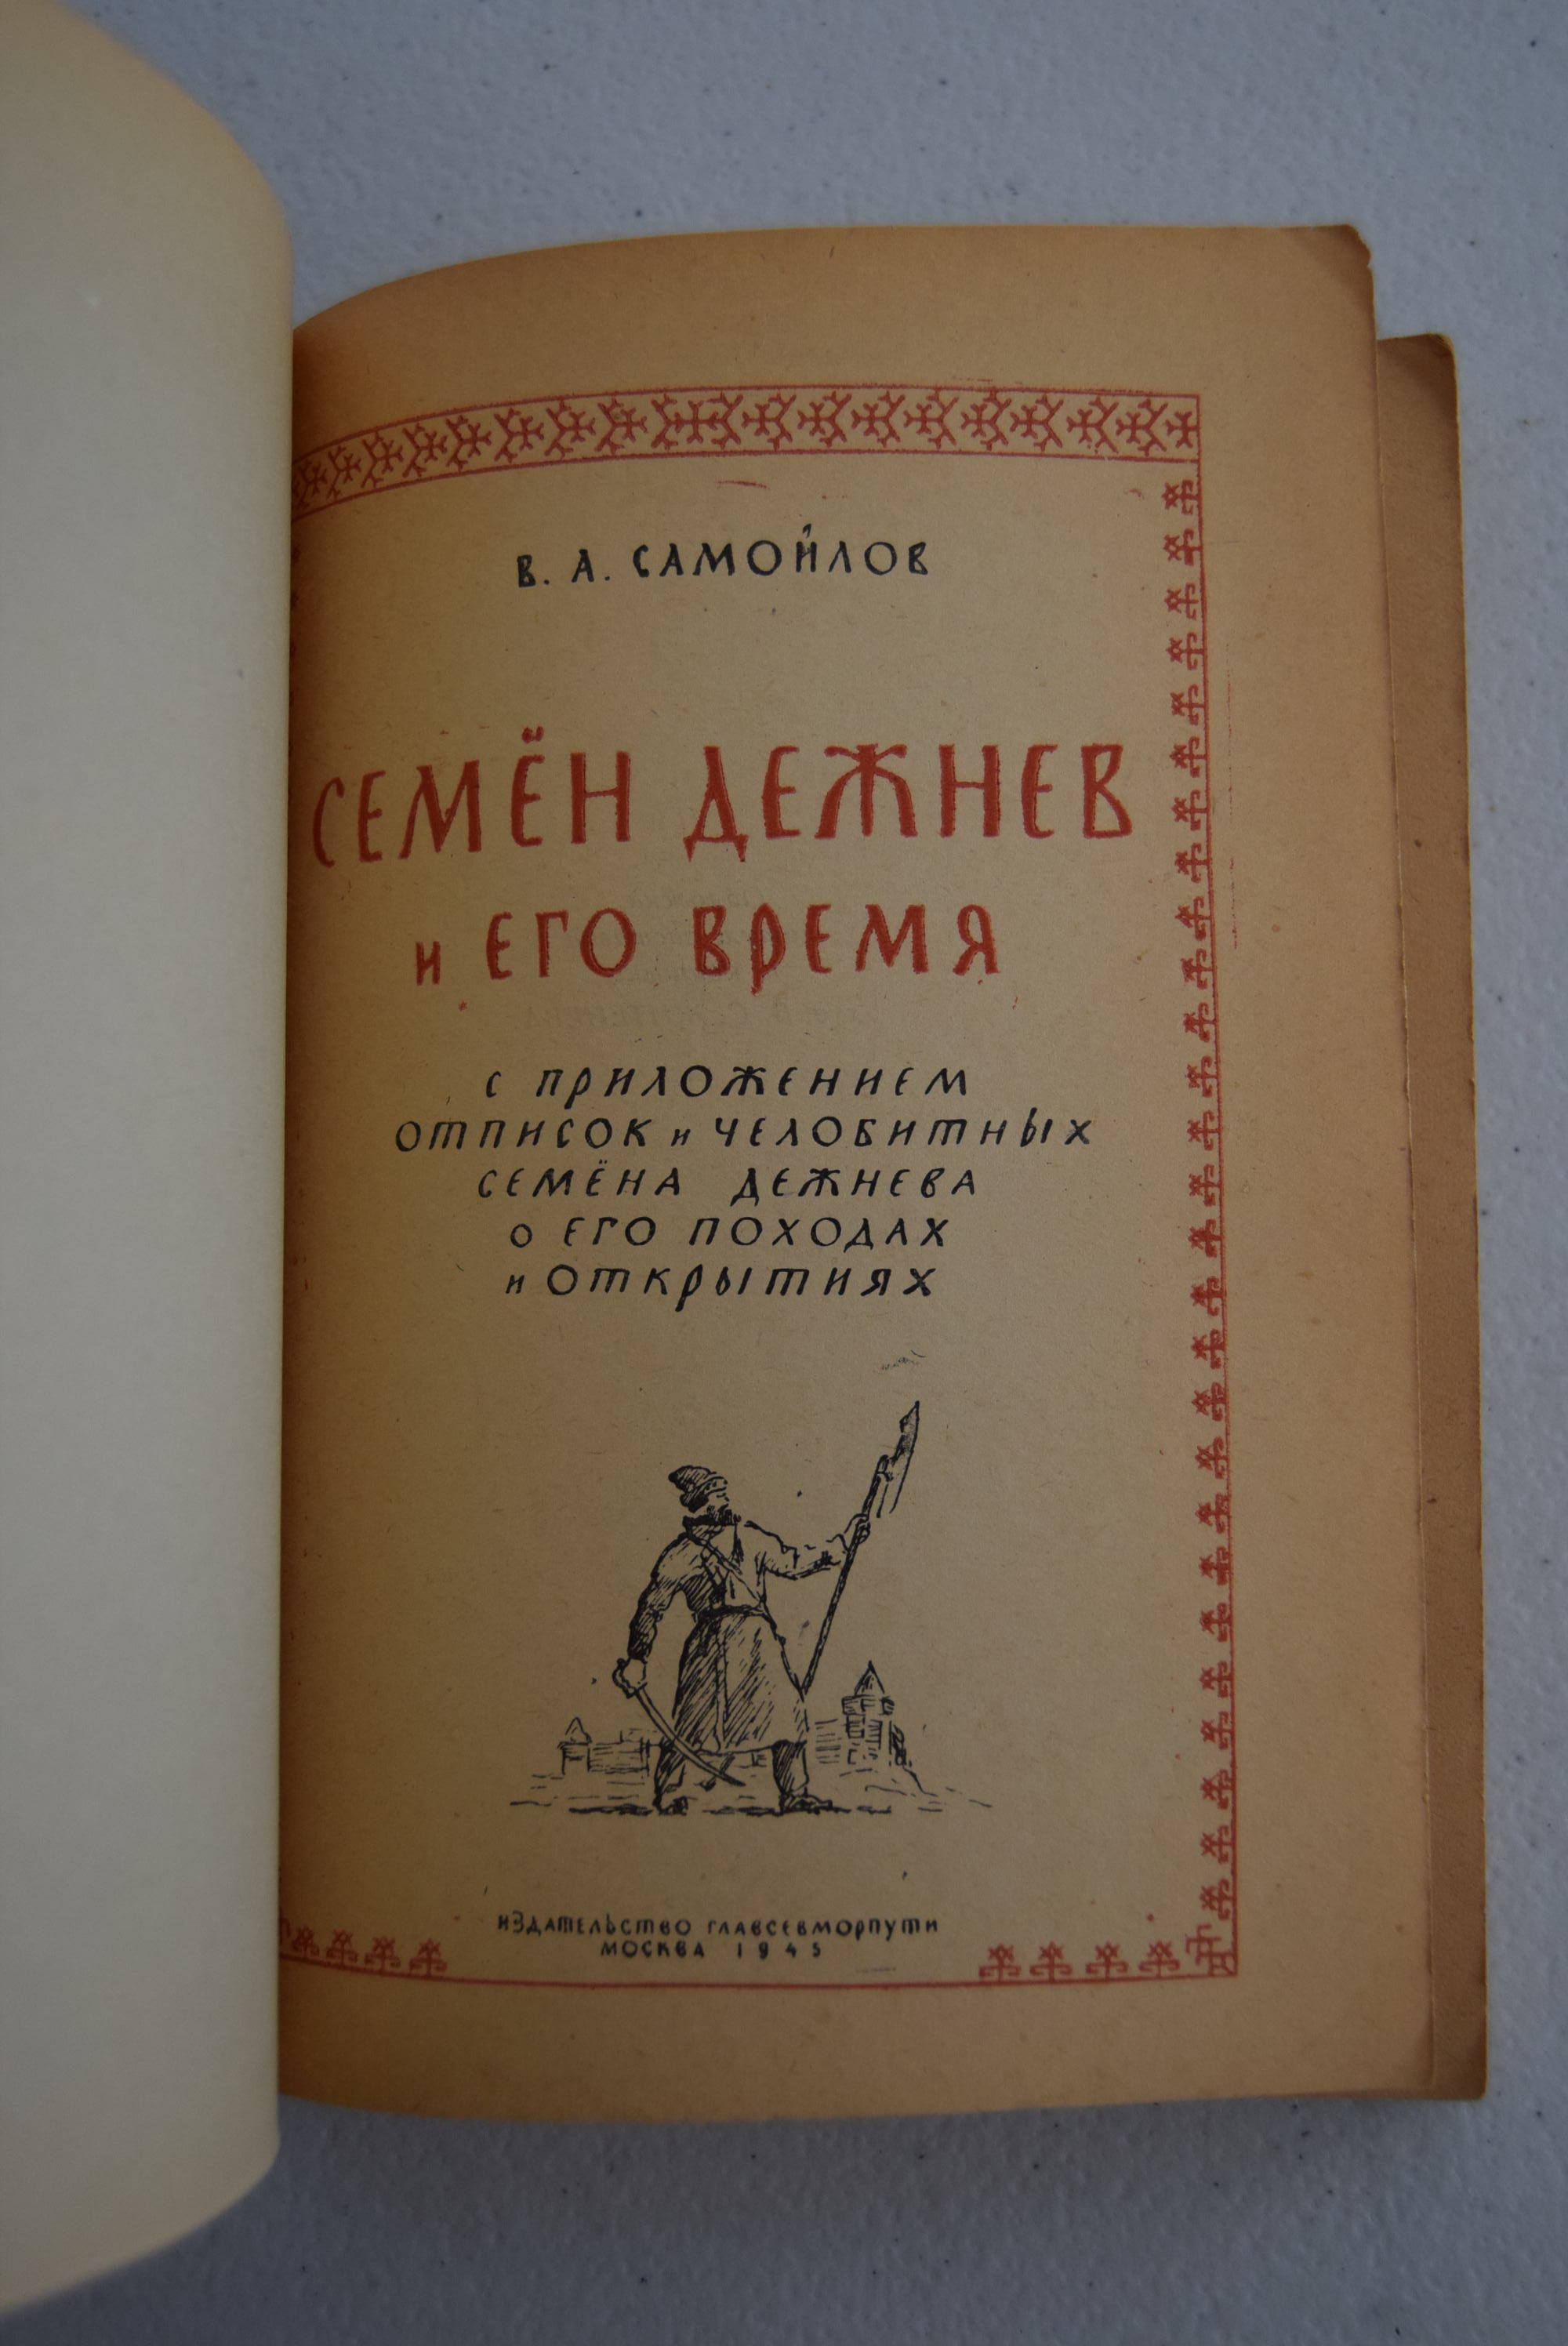 В. А. САМОЙЛОВ
СЕМЁН ДЕЖНЕВ
и ЕГО ВРЕМЯ
С ПРИЛОЖЕНИЕМ
ОТПИСОК и ЧЕЛОБИТНЫХ
СЕМЁНА ДЕЖНЕВА
о ЕГО ПОХОДАХ
и ОТКРЫТИЯХ
ИЗДАТЕЛЬСТВО ГЛАВСЕВМОРПУТИ
МОСКВА 1945